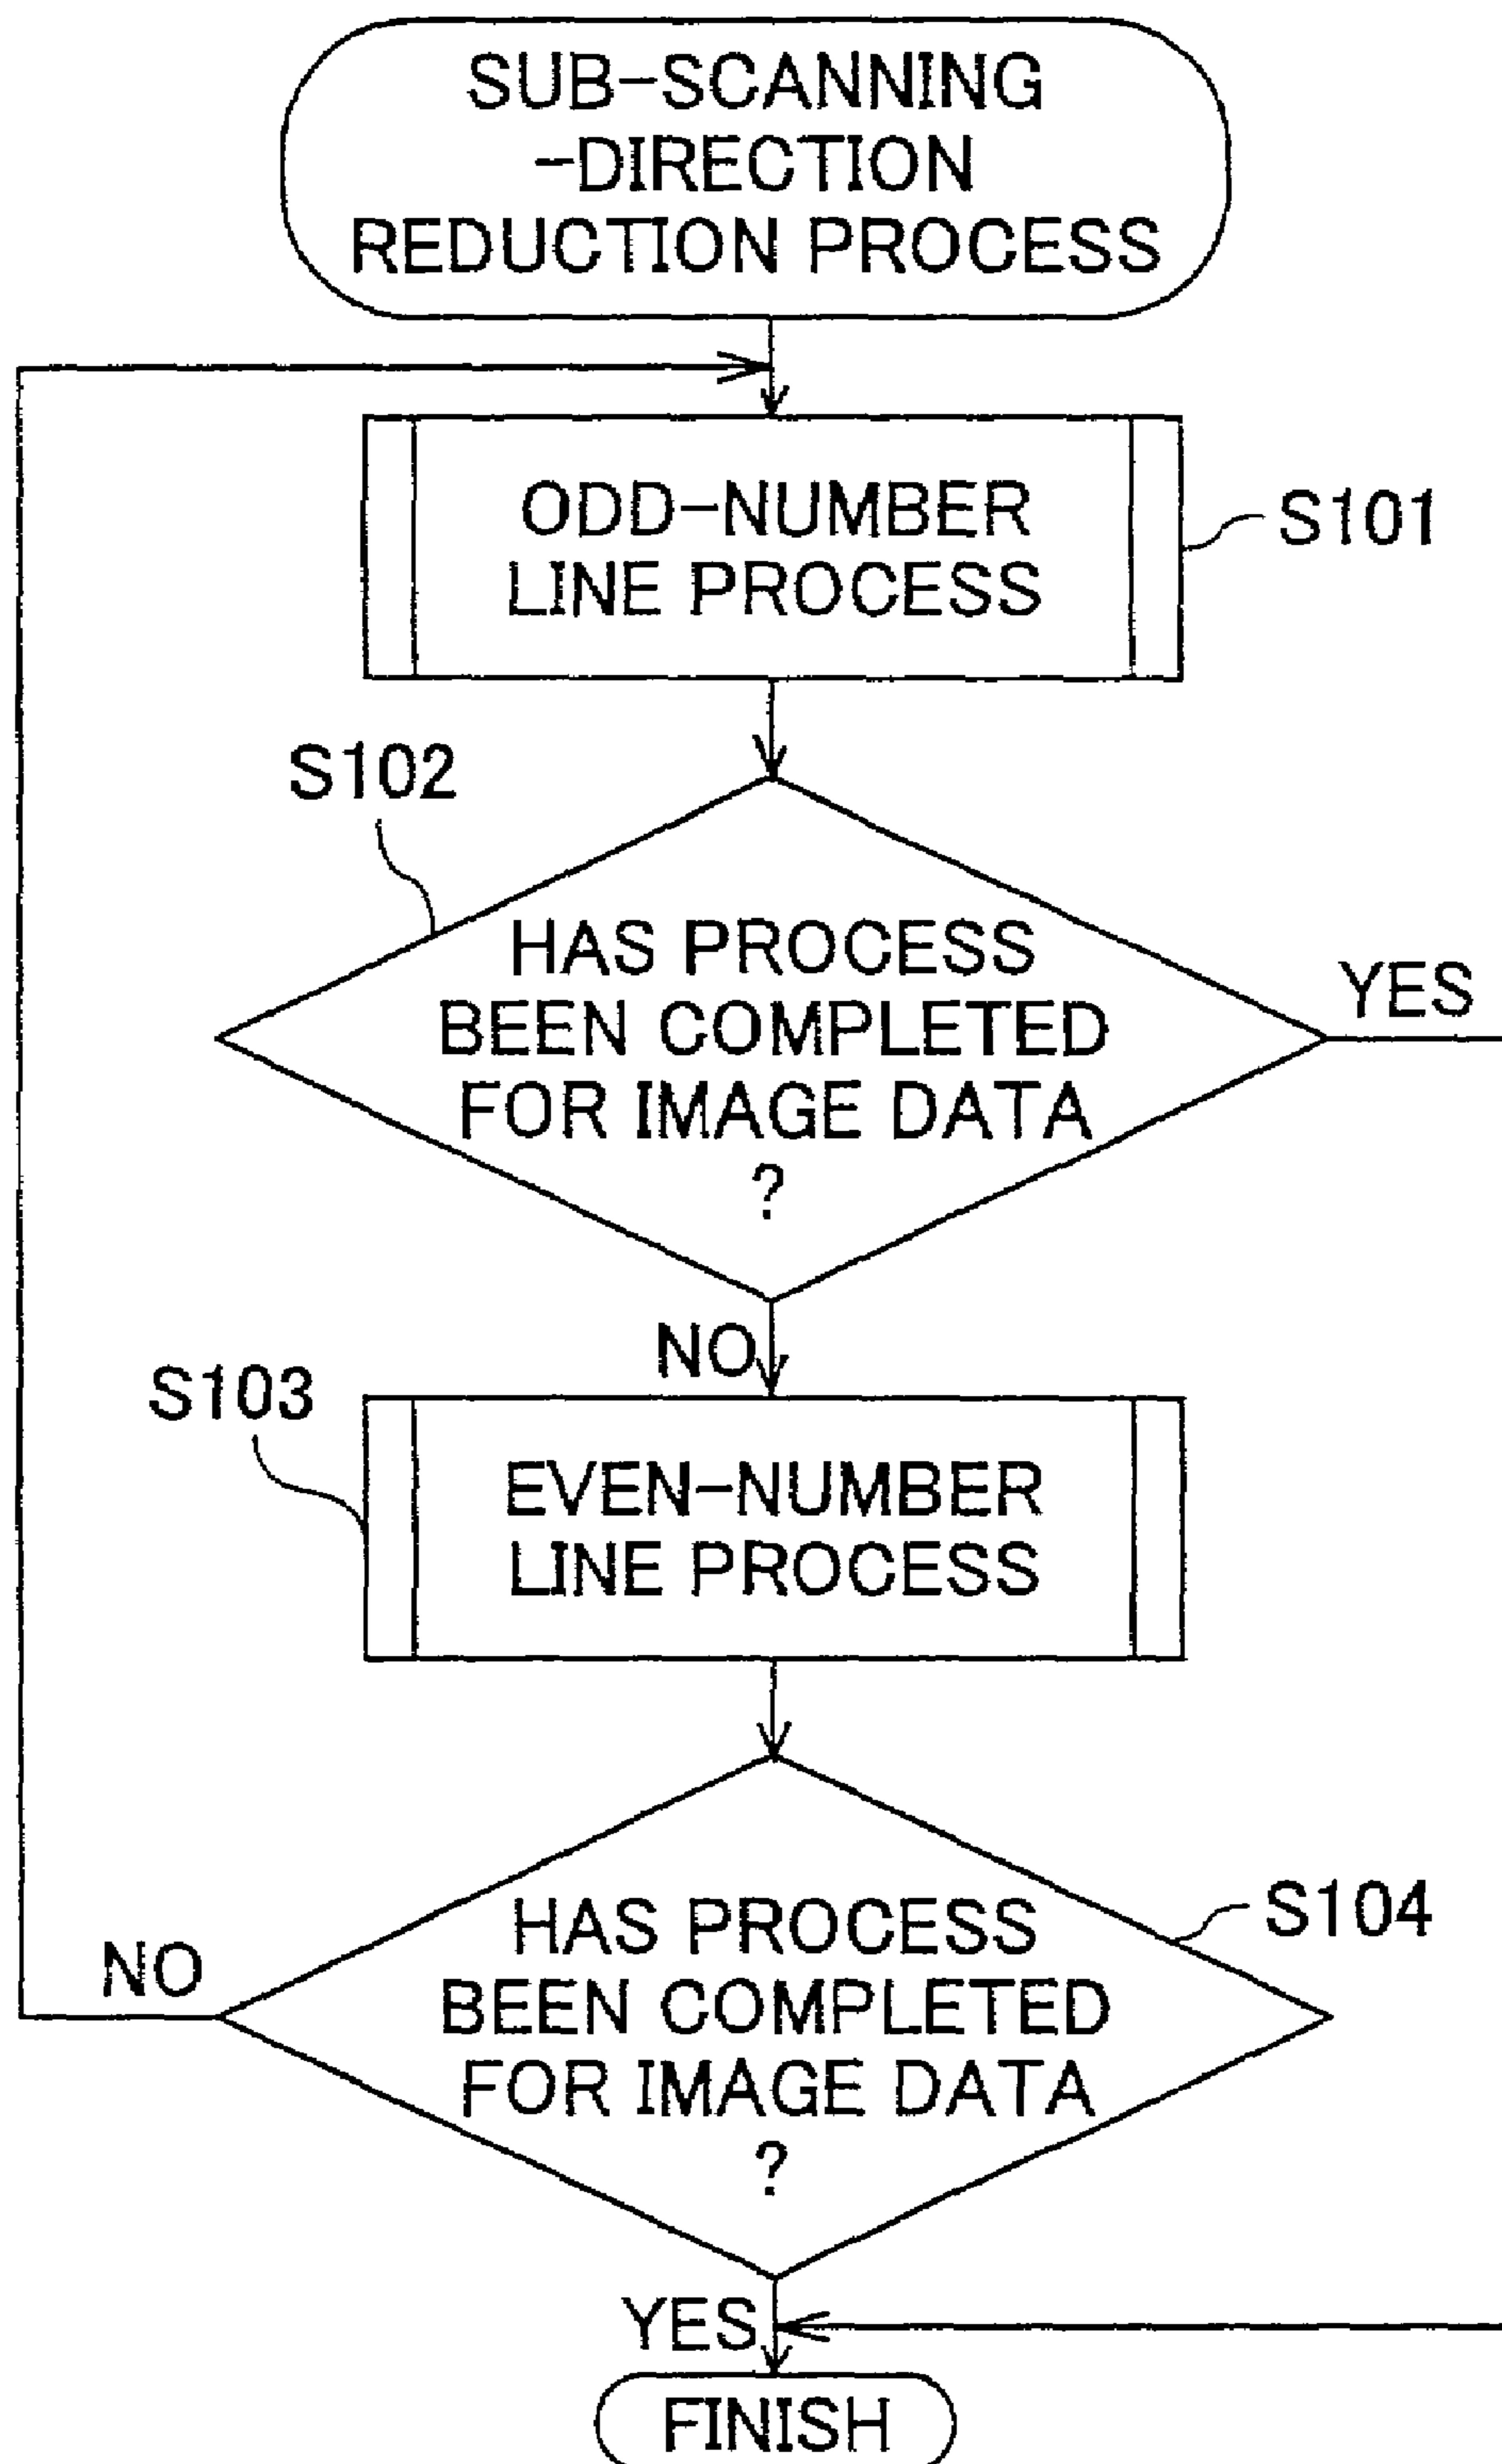 SUB-SCANNING
-DIRECTION
REDUCTION PROCESS
ODD-NUMBER
LINE PROCESS
S101
S102
HAS PROCESS
BEEN COMPLETED
FOR IMAGE DATA
?
YES
NO
S103
EVEN-NUMBER
LINE PROCESS
S104
HAS PROCESS
BEEN COMPLETED
FOR IMAGE DATA
?
NO
YES
FINISH